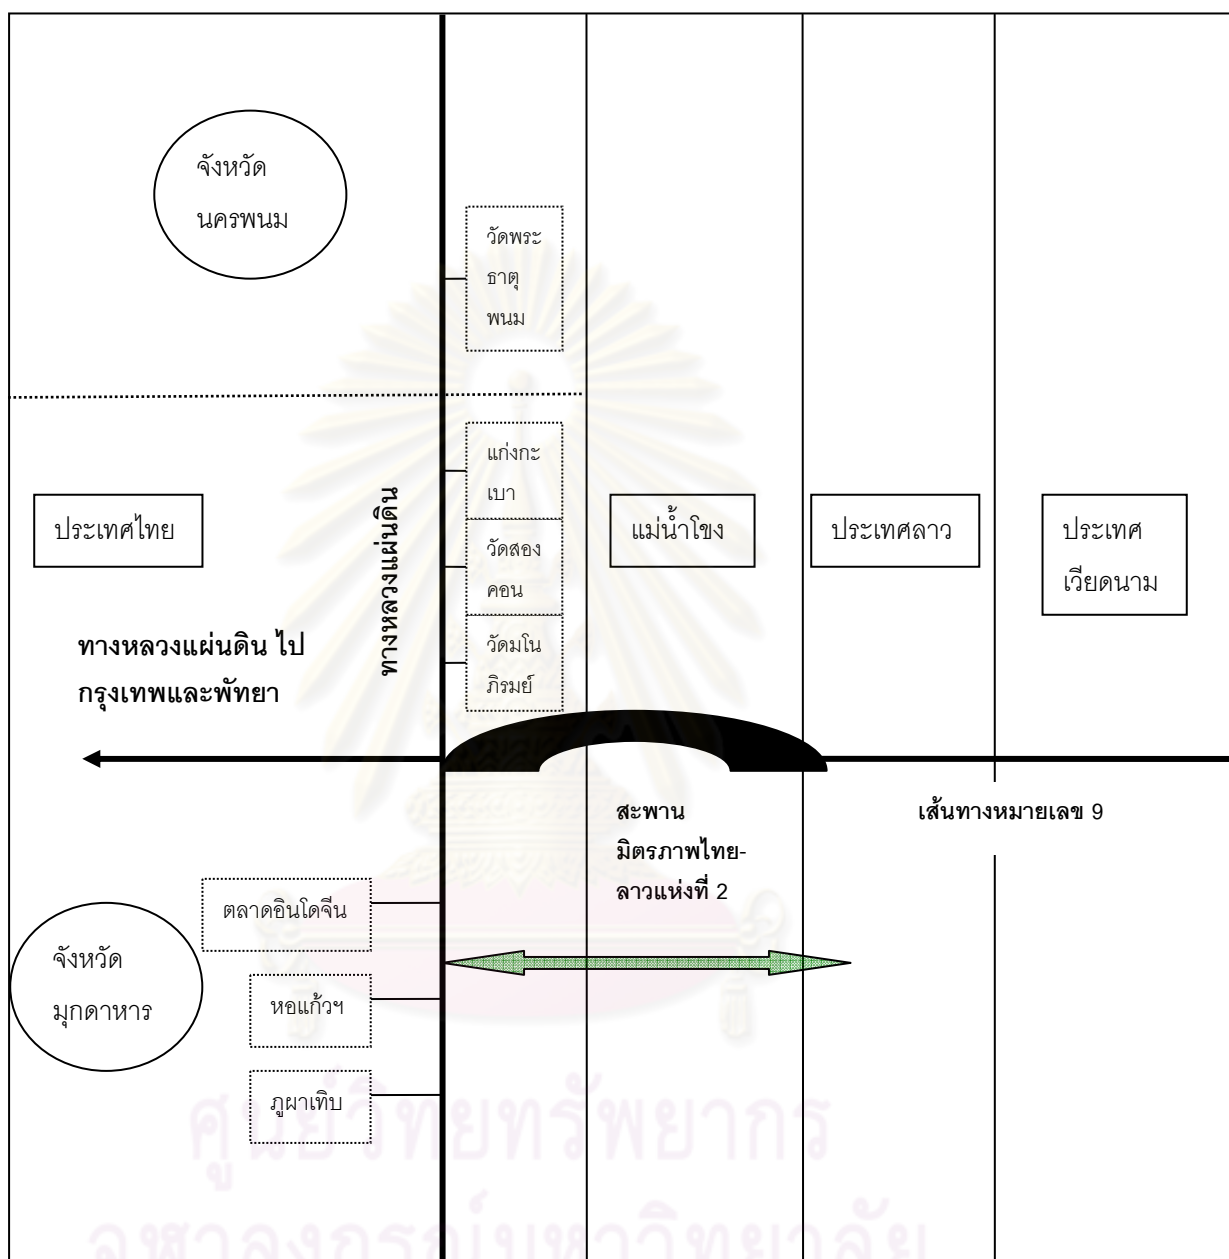 จังหวัด
นครพนม
วัดพระ
ธาตุ
พนม
แก่งกะ
เบา
ประเทศไทย
ทางหลวงแผ่นดิน
วัดสอง
คอน
แม่น้ำโขง
ประเทศลาว
ประเทศ
เวียดนาม
วัดมโน
ภิรมย์
ทางหลวงแผ่นดิน ไป
กรุงเทพและพัทยา
สะพาน
มิตรภาพไทย-
ลาวแห่งที่ 2
เส้นทางหมายเลข 9
ตลาดอินโดจีน
จังหวัด
มุกดาหาร
หอแก้วฯ
ภูผาเทิบ
ศูนย์วิทยทรัพยากร
จุฬาลงกรณ์มหาวิทยาลัย